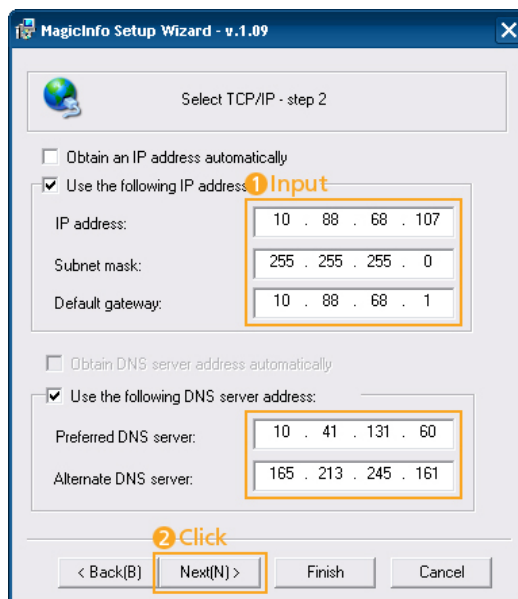 MagicInfo Setup Wizard - v.1.09
Select TCP/IP - step 2
Obtain an IP address automatically
Use the following IP address
❶Input
IP address: 10 . 88 . 68 . 107
Subnet mask: 255 . 255 . 255 . 0
Default gateway: 10 . 88 . 68 . 1
Obtain DNS server address automatically
Use the following DNS server address:
Preferred DNS server: 10 . 41 . 131 . 60
Alternate DNS server: 165 . 213 . 245 . 161
❷Click
< Back(B) Next(N) > Finish Cancel